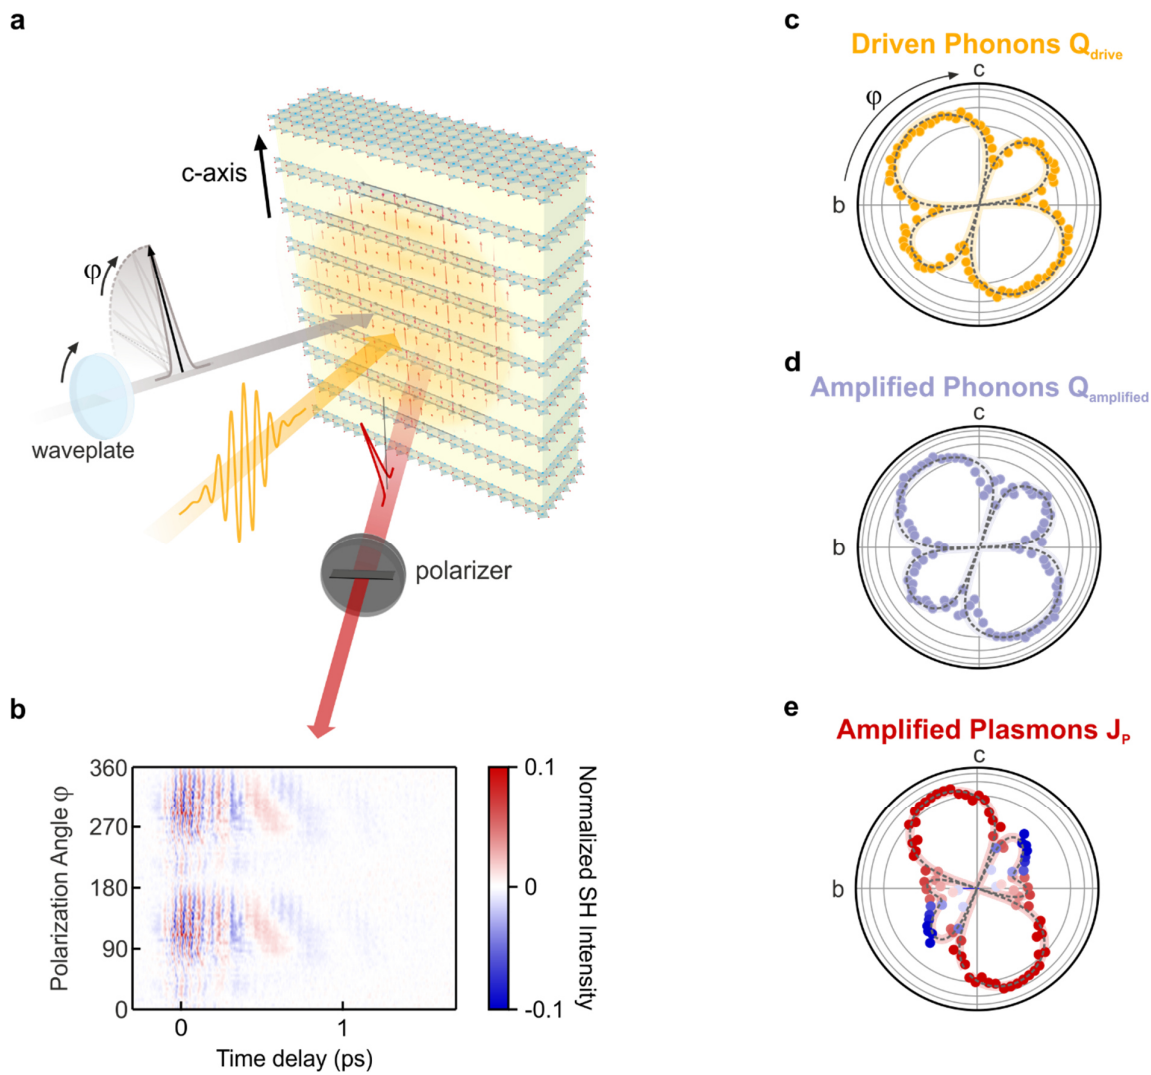 a
c-axis
φ
waveplate
polarizer
b
Polarization Angle φ
360
270
180
90
0
0
1
Time delay (ps)
0.1
0
-0.1
Normalized SH Intensity
c
Driven Phonons Qdrive
c
φ
b
d
Amplified Phonons Qamplified
c
b
e
Amplified Plasmons JP
c
b